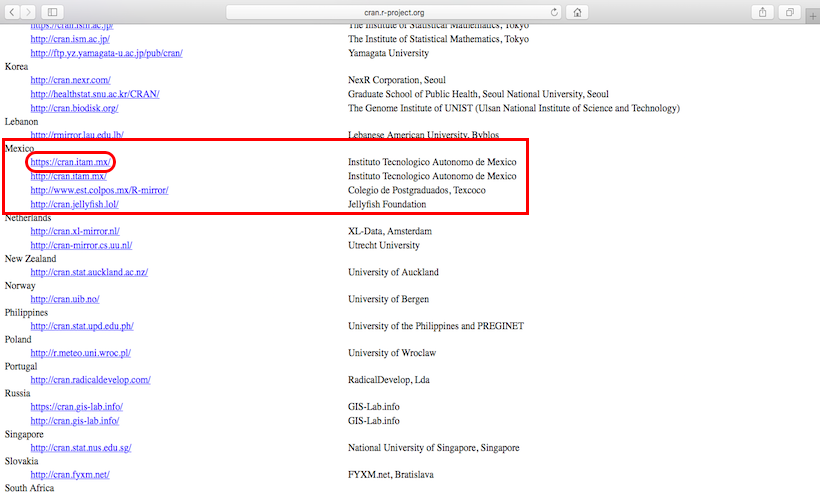 cran.r-project.org
https://cran.ism.ac.jp/ The Institute of Statistical Mathematics, Tokyo
http://cran.ism.ac.jp/ The Institute of Statistical Mathematics, Tokyo
http://ftp.yz.yamagata-u.ac.jp/pub/cran/ Yamagata University
Korea
http://cran.nexr.com/ NexR Corporation, Seoul
http://healthstat.snu.ac.kr/CRAN/ Graduate School of Public Health, Seoul National University, Seoul
http://cran.biodisk.org/ The Genome Institute of UNIST (Ulsan National Institute of Science and Technology)
Lebanon
http://rmirror.lau.edu.lb/ Lebanese American University, Byblos
Mexico
https://cran.itam.mx/ Instituto Tecnologico Autonomo de Mexico
http://cran.itam.mx/ Instituto Tecnologico Autonomo de Mexico
http://www.est.colpos.mx/R-mirror/ Colegio de Postgraduados, Texcoco
http://cran.jellyfish.lol/ Jellyfish Foundation
Netherlands
http://cran.xl-mirror.nl/ XL-Data, Amsterdam
http://cran-mirror.cs.uu.nl/ Utrecht University
New Zealand
http://cran.stat.auckland.ac.nz/ University of Auckland
Norway
http://cran.uib.no/ University of Bergen
Philippines
http://cran.stat.upd.edu.ph/ University of the Philippines and PREGINET
Poland
http://r.meteo.uni.wroc.pl/ University of Wroclaw
Portugal
http://cran.radicaldevelop.com/ RadicalDevelop, Lda
Russia
https://cran.gis-lab.info/ GIS-Lab.info
http://cran.gis-lab.info/ GIS-Lab.info
Singapore
http://cran.stat.nus.edu.sg/ National University of Singapore, Singapore
Slovakia
http://cran.fyxm.net/ FYXM.net, Bratislava
South Africa